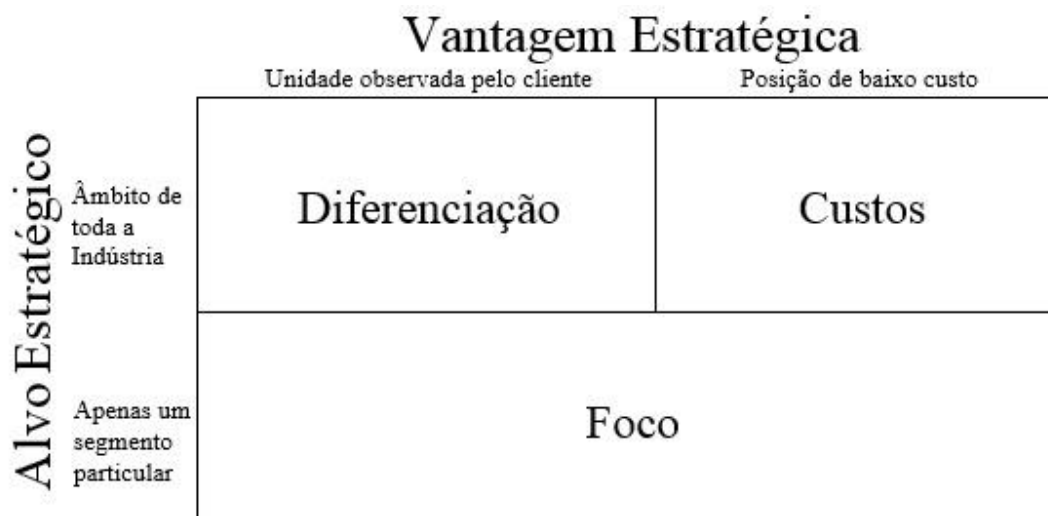 Vantagem Estratégica
Unidade observada pelo cliente
Posição de baixo custo
Alvo Estratégico
Âmbito de
toda a
Indústria
Diferenciação
Custos
Apenas um
segmento
particular
Foco